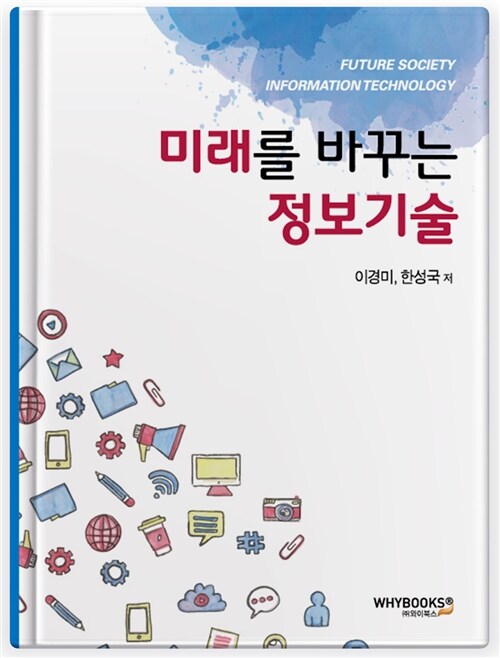 FUTURE SOCIETY
INFORMATION TECHNOLOGY
미래를 바꾸는
정보기술
이경미, 한성국 저
WHYBOOKS®
㈜와이북스